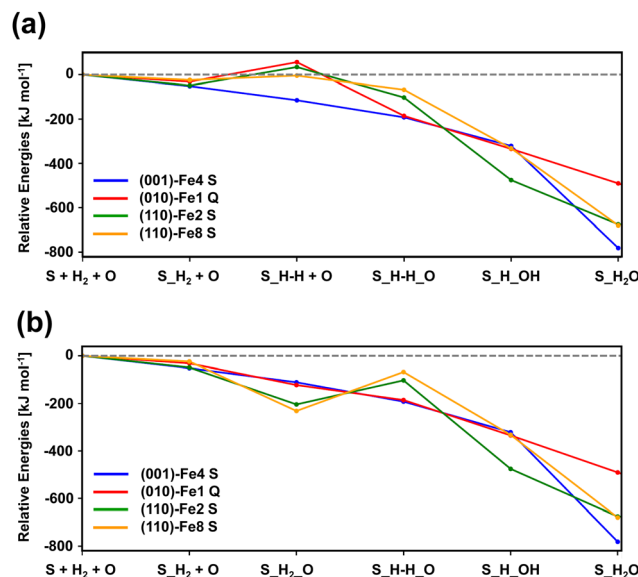 (a)
Relative Energies [kJ mol⁻¹]
0
-200
-400
-600
-800
(001)-Fe4 S
(010)-Fe1 Q
(110)-Fe2 S
(110)-Fe8 S
S + H₂ + O S_H₂ + O S_H-H + O S_H-H_O S_H_OH S_H₂O
(b)
Relative Energies [kJ mol⁻¹]
0
-200
-400
-600
-800
(001)-Fe4 S
(010)-Fe1 Q
(110)-Fe2 S
(110)-Fe8 S
S + H₂ + O S_H₂ + O S_H₂_O S_H-H_O S_H_OH S_H₂O